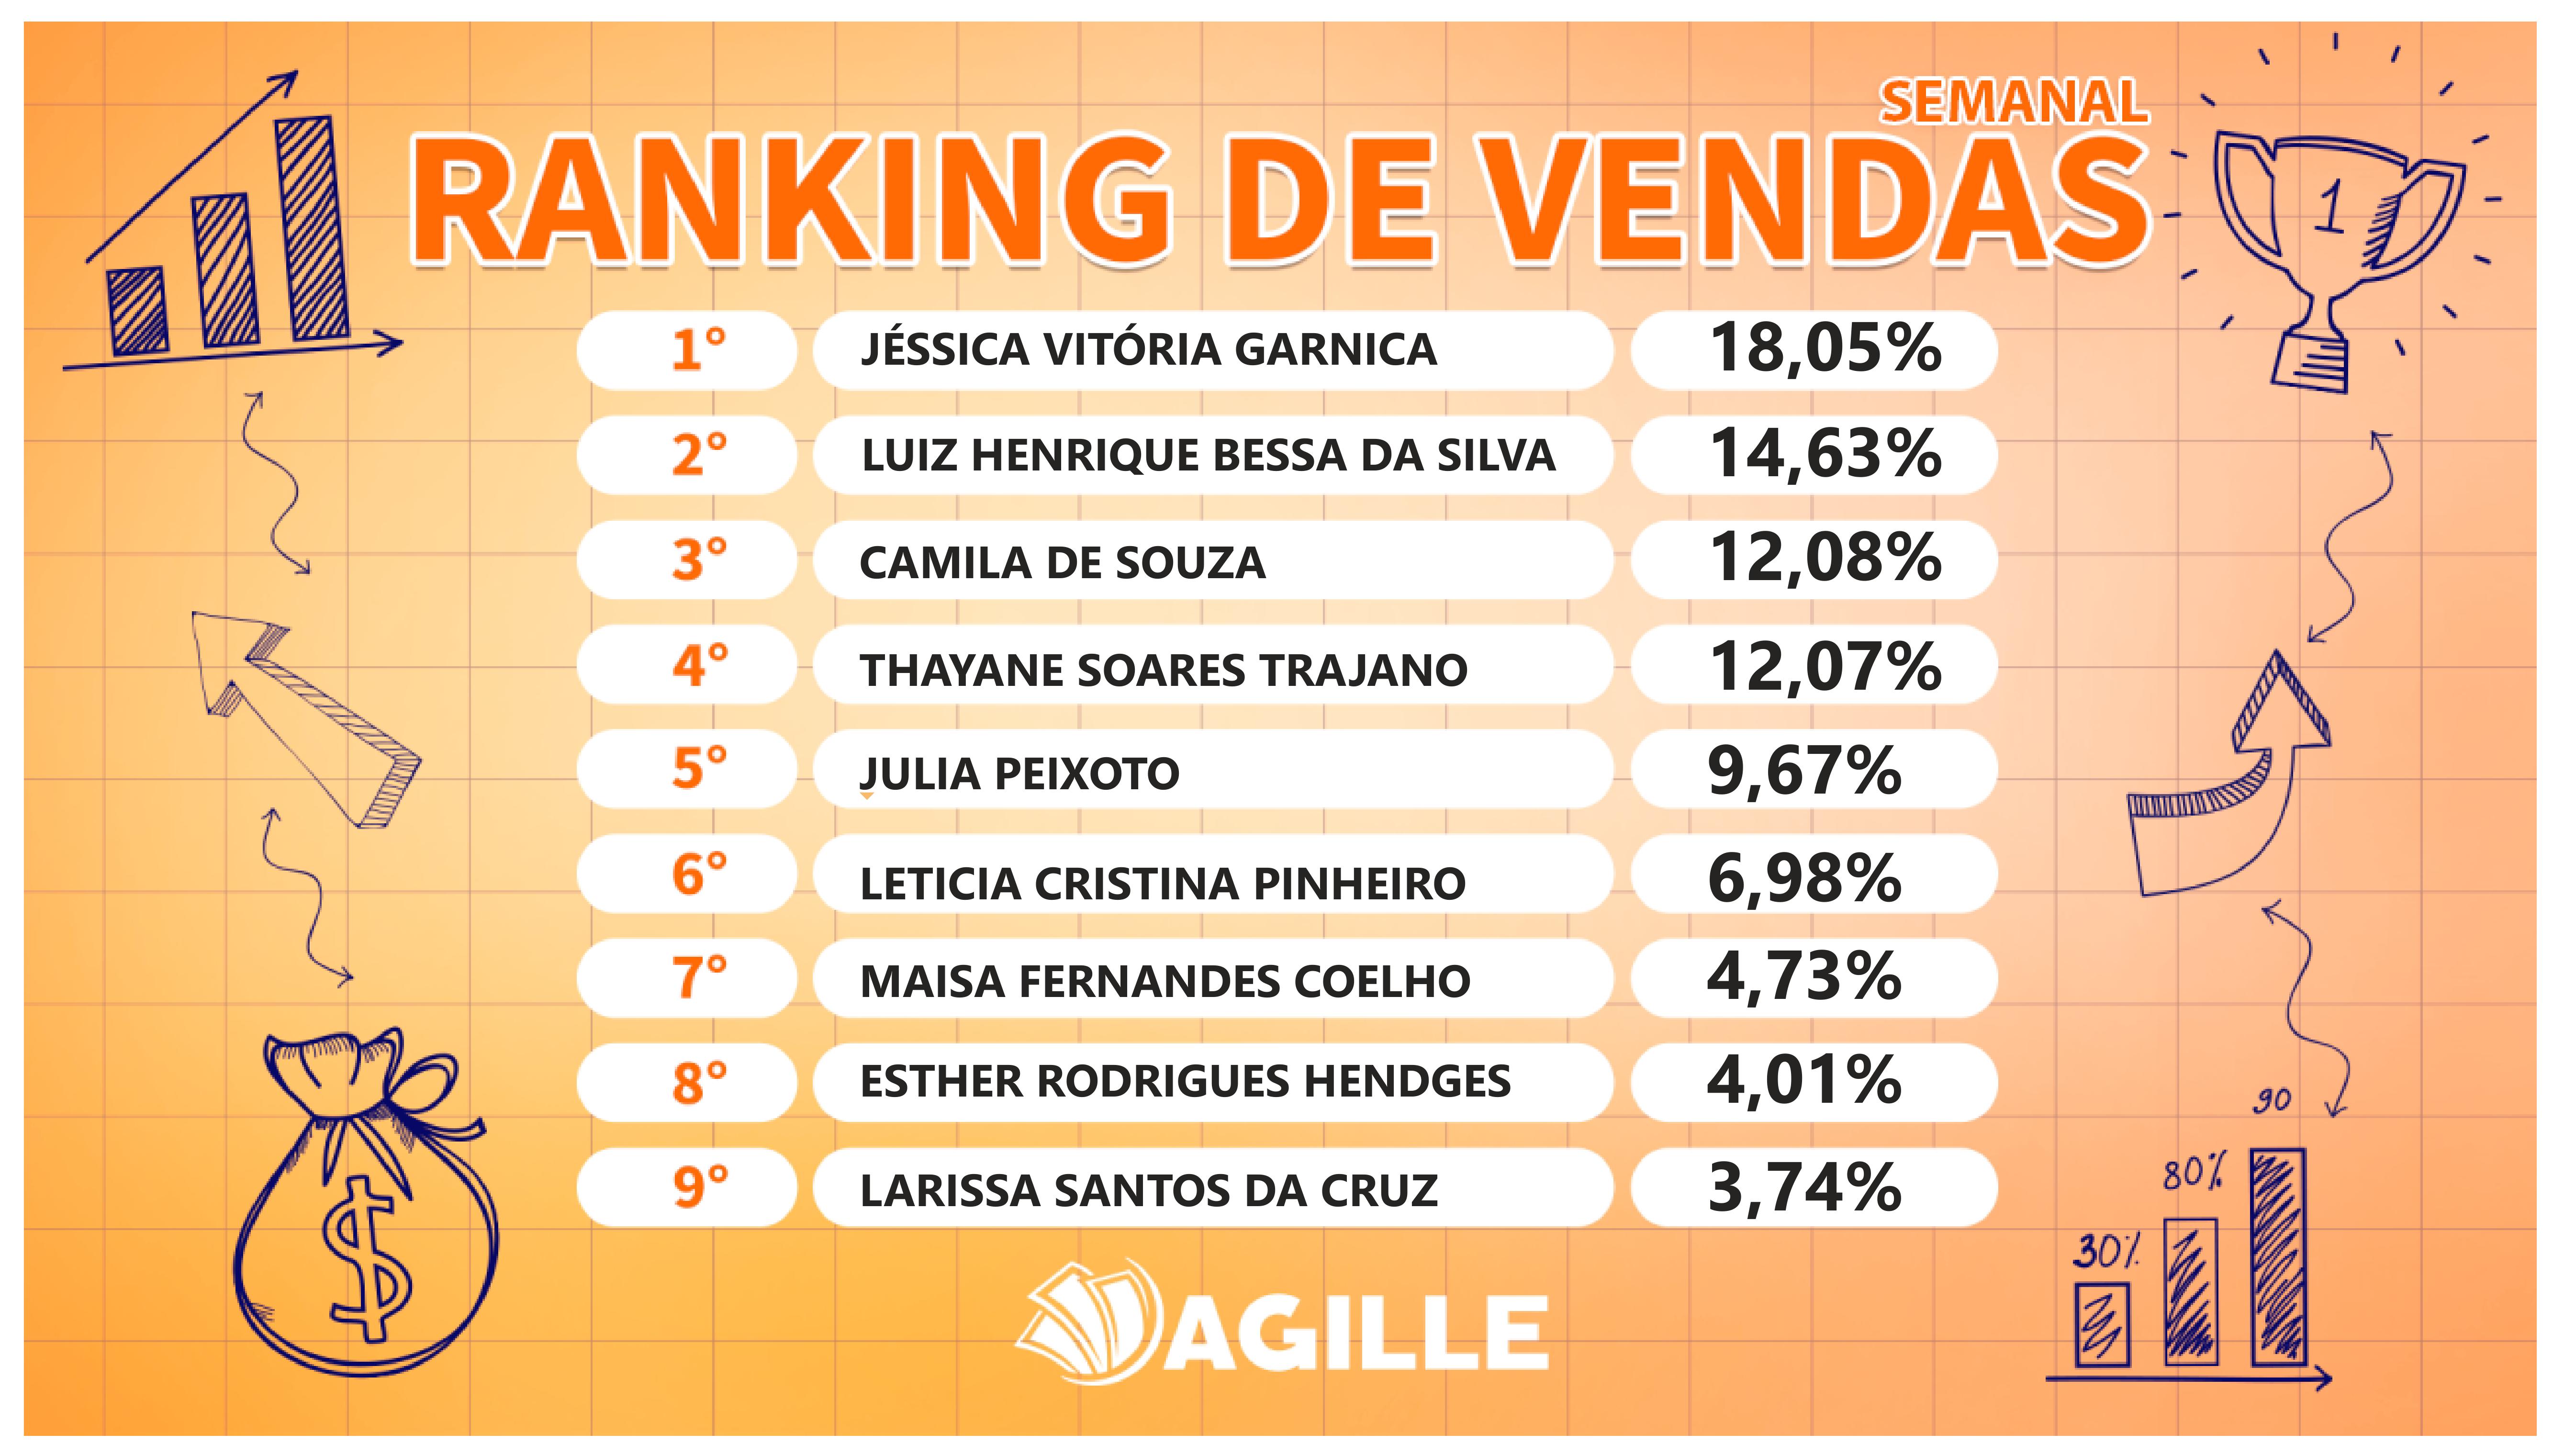 SEMANAL
RANKING DE VENDAS
1
1° JÉSSICA VITÓRIA GARNICA 18,05%
2° LUIZ HENRIQUE BESSA DA SILVA 14,63%
3° CAMILA DE SOUZA 12,08%
4° THAYANE SOARES TRAJANO 12,07%
5° JULIA PEIXOTO 9,67%
6° LETICIA CRISTINA PINHEIRO 6,98%
7° MAISA FERNANDES COELHO 4,73%
8° ESTHER RODRIGUES HENDGES 4,01%
9° LARISSA SANTOS DA CRUZ 3,74%
$
90
80%
30%
AGILLE